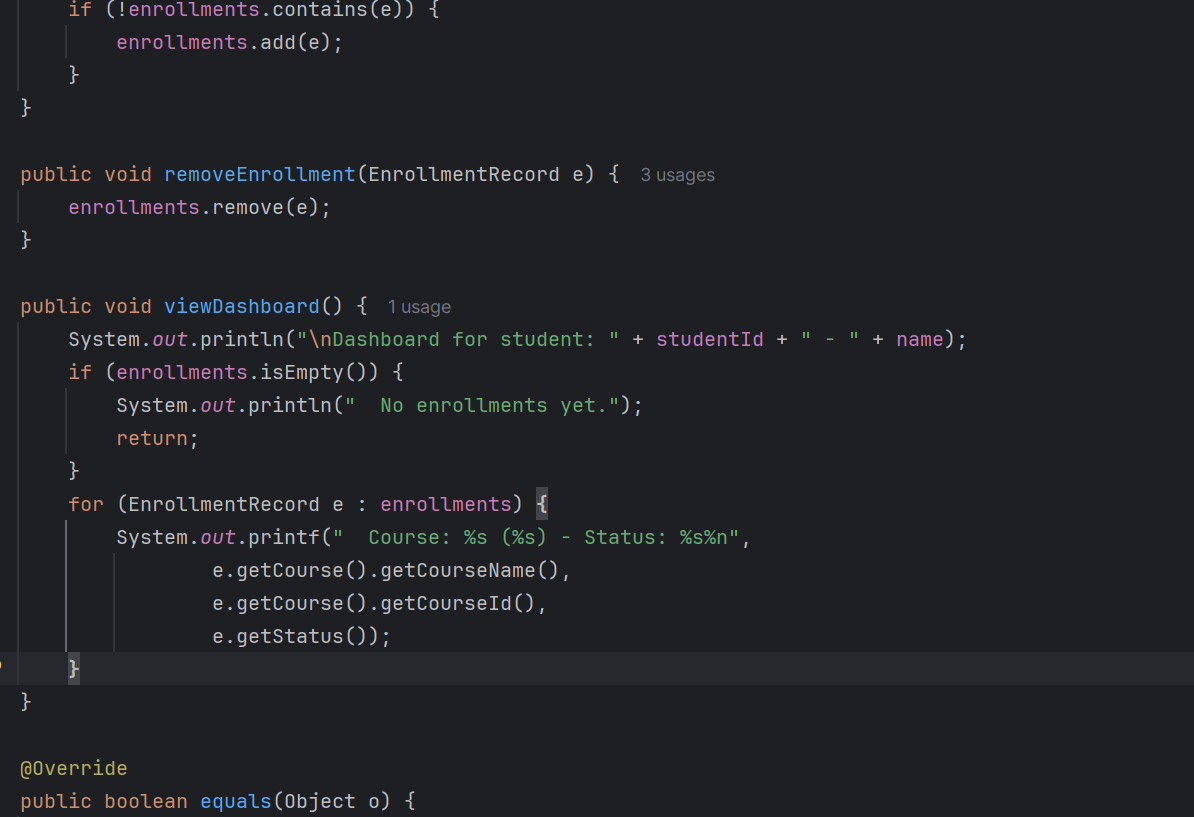 if (!enrollments.contains(e)) {
            enrollments.add(e);
        }
    }

    public void removeEnrollment(EnrollmentRecord e) {  3 usages
        enrollments.remove(e);
    }

    public void viewDashboard() {  1 usage
        System.out.println("\nDashboard for student: " + studentId + " - " + name);
        if (enrollments.isEmpty()) {
            System.out.println("  No enrollments yet.");
            return;
        }
        for (EnrollmentRecord e : enrollments) {
            System.out.printf("  Course: %s (%s) - Status: %s%n",
                    e.getCourse().getCourseName(),
                    e.getCourse().getCourseId(),
                    e.getStatus());
        }
    }

    @Override
    public boolean equals(Object o) {